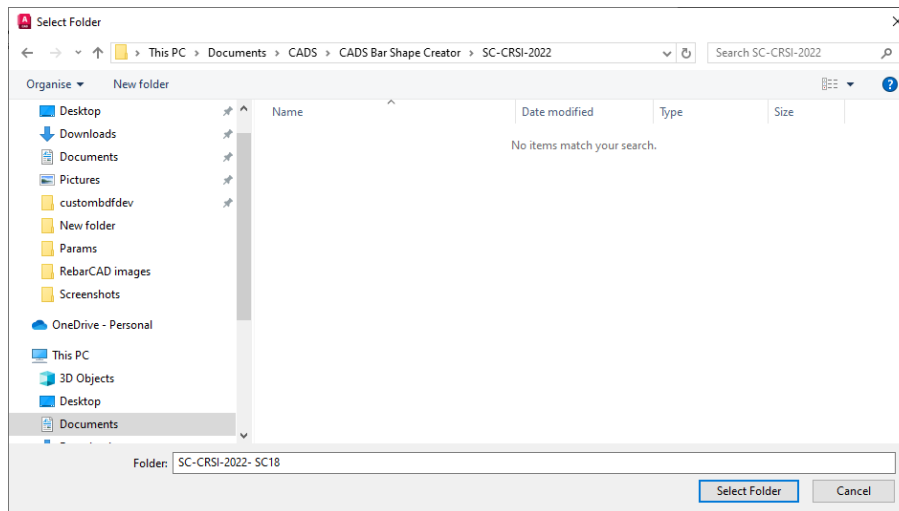 Select Folder
This PC > Documents > CADS > CADS Bar Shape Creator > SC-CRSI-2022
Search SC-CRSI-2022
Organise
New folder
Name
Date modified
Type
Size
No items match your search.
Desktop
Downloads
Documents
Pictures
custombdfdev
New folder
Params
RebarCAD images
Screenshots
OneDrive - Personal
This PC
3D Objects
Desktop
Documents
Folder: SC-CRSI-2022- SC18
Select Folder
Cancel